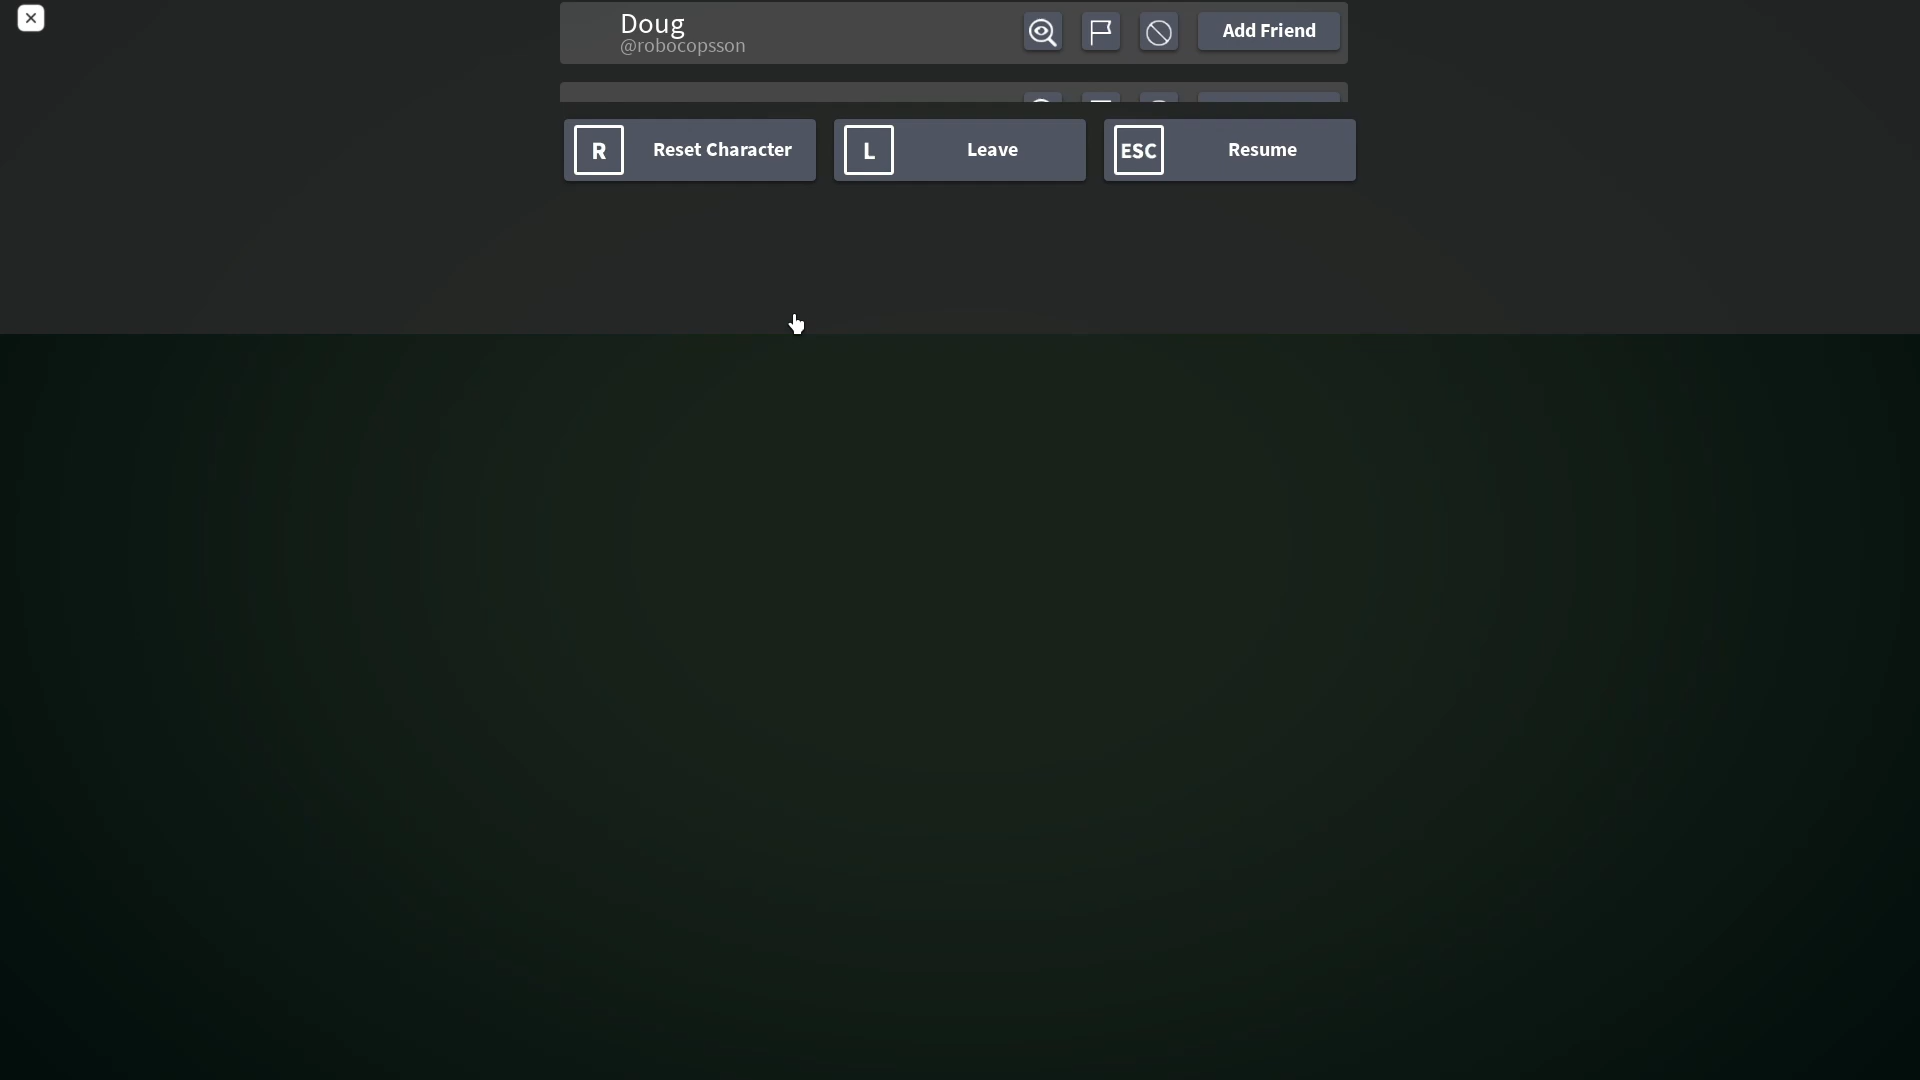 Doug
@robocopsson
Add Friend
R Reset Character
L Leave
ESC Resume